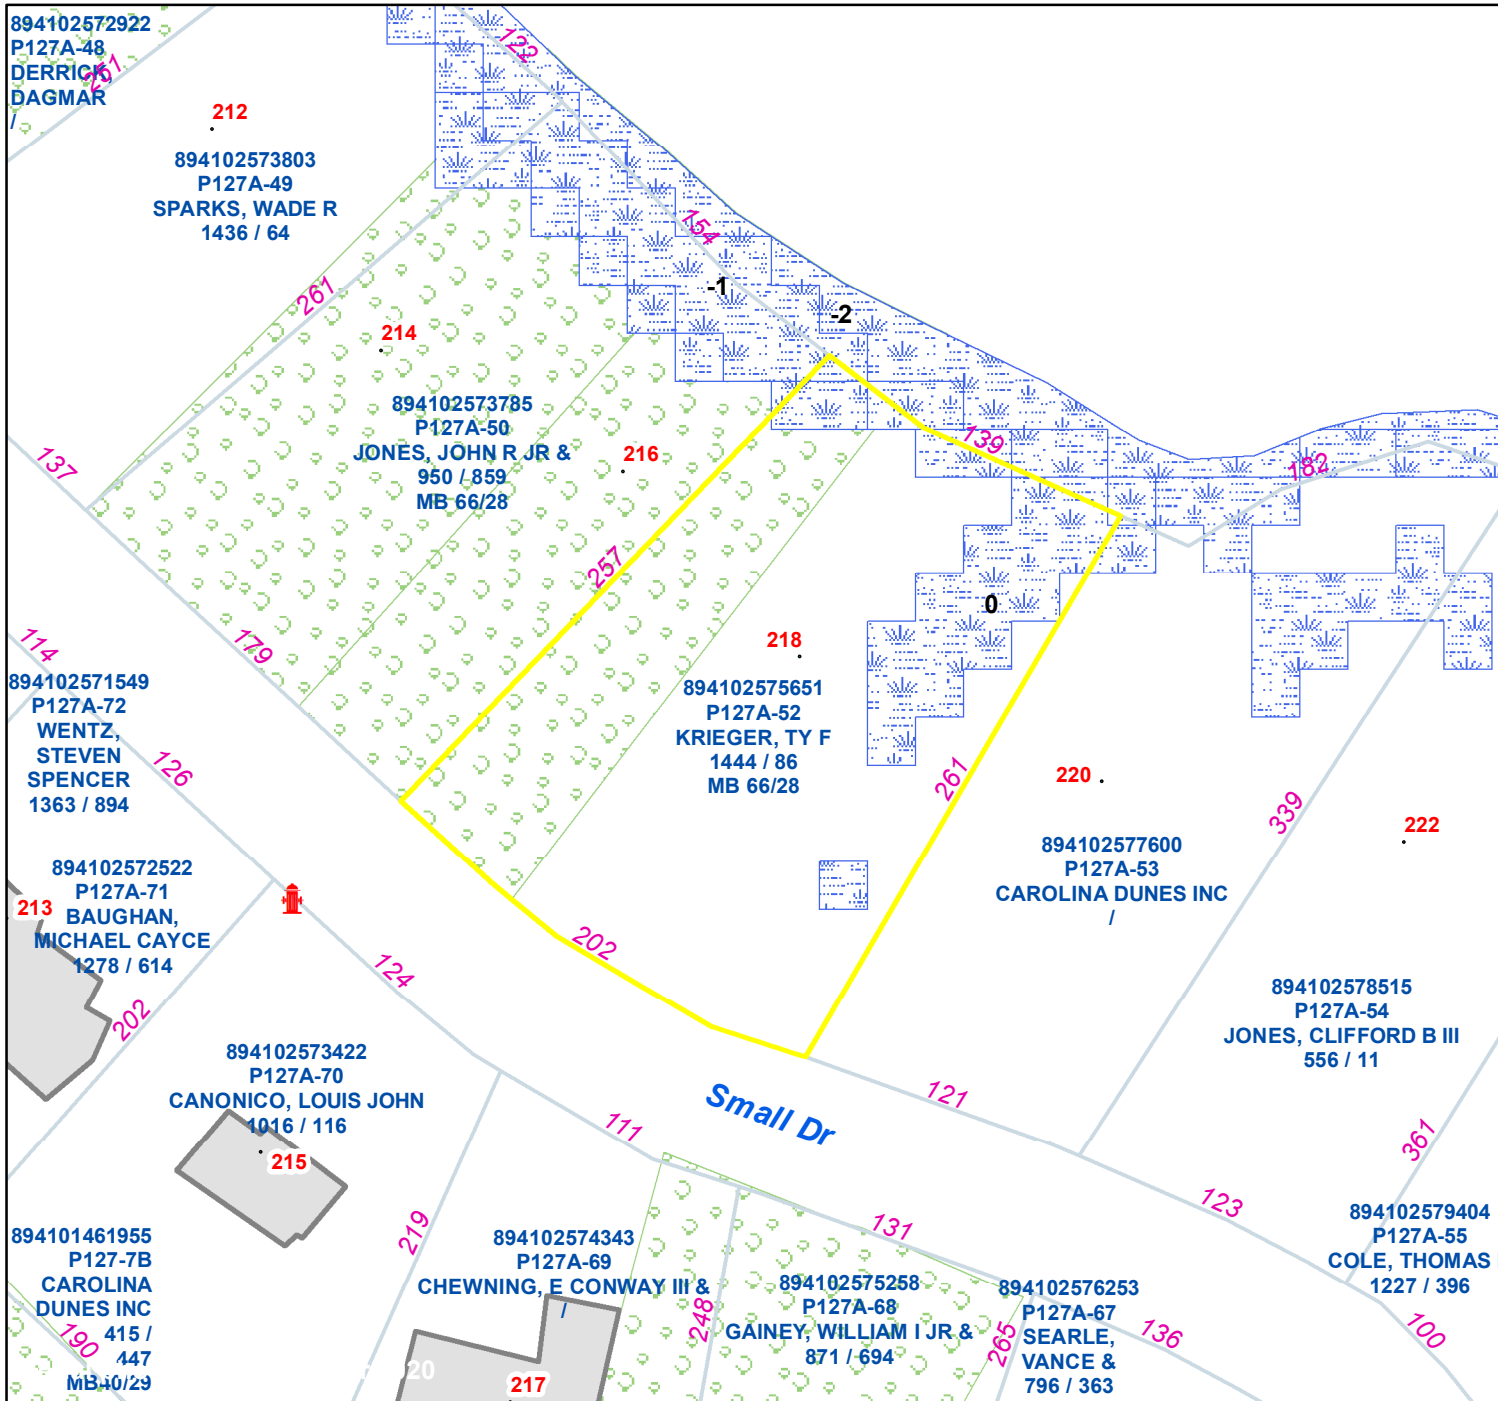 894102572922
P127A-48
DERRICK
DAGMAR
/
251
122
212
894102573803
P127A-49
SPARKS, WADE R
1436 / 64
154
-1
-2
261
214
894102573785
P127A-50
JONES, JOHN R JR &
950 / 859
MB 66/28
216
139
182
137
257
0
179
218
894102575651
P127A-52
KRIEGER, TY F
1444 / 86
MB 66/28
114
894102571549
P127A-72
WENTZ,
STEVEN
SPENCER
1363 / 894
126
261
220
339
222
894102577600
P127A-53
CAROLINA DUNES INC
/
894102572522
P127A-71
BAUGHAN,
MICHAEL CAYCE
1278 / 614
213
202
124
202
894102578515
P127A-54
JONES, CLIFFORD B III
556 / 11
894102573422
P127A-70
CANONICO, LOUIS JOHN
1016 / 116
215
111
Small Dr
121
361
123
219
131
894102579404
P127A-55
COLE, THOMAS
1227 / 396
894101461955
P127-7B
CAROLINA
DUNES INC
415 /
447
MB40/29
190
894102574343
P127A-69
CHEWNING, E CONWAY III &
/
248
894102575258
P127A-68
GAINEY, WILLIAM I JR &
871 / 694
265
894102576253
P127A-67
SEARLE,
VANCE &
796 / 363
136
100
20
217